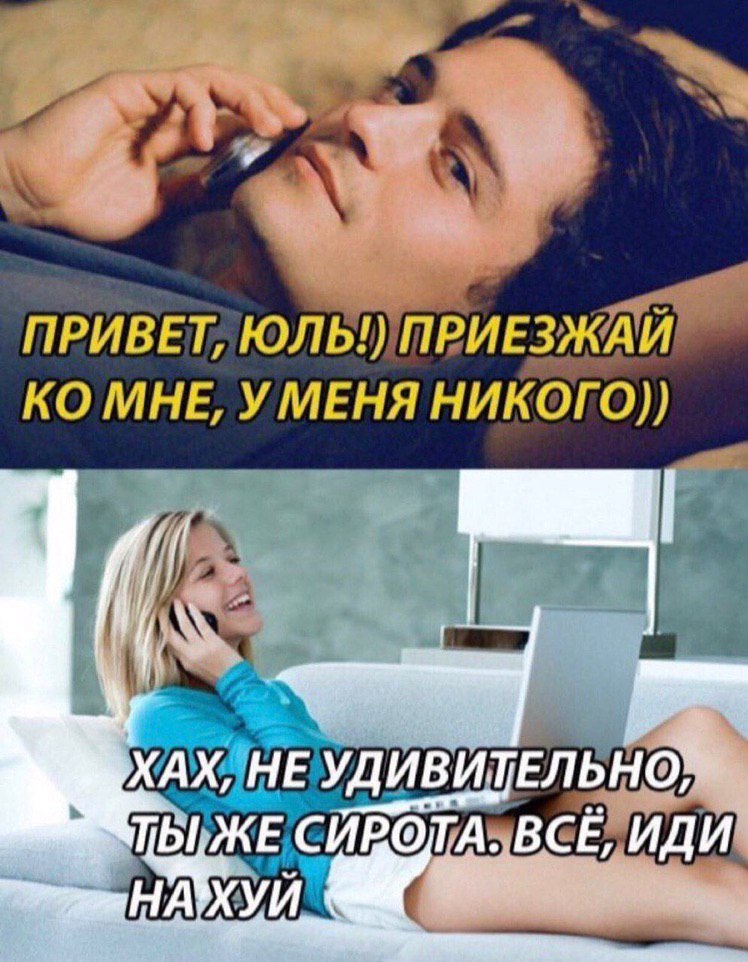 ПРИВЕТ, ЮЛЬ!) ПРИЕЗЖАЙ
КО МНЕ, У МЕНЯ НИКОГО))
ХАХ, НЕ УДИВИТЕЛЬНО,
ТЫ ЖЕ СИРОТА. ВСЁ, ИДИ
НА ХУЙ